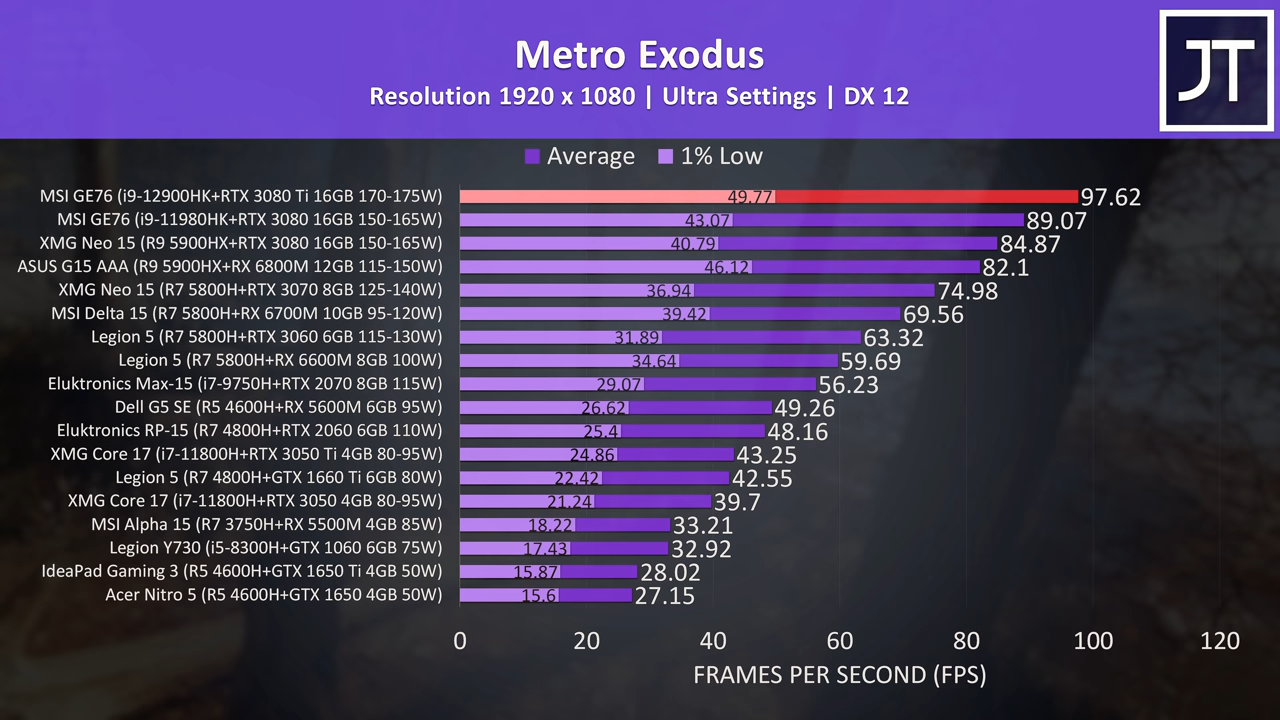 Metro Exodus
Resolution 1920 x 1080 | Ultra Settings | DX 12
JT
Average 1% Low
MSI GE76 (i9-12900HK+RTX 3080 Ti 16GB 170-175W) 49.77 97.62
MSI GE76 (i9-11980HK+RTX 3080 16GB 150-165W) 43.07 89.07
XMG Neo 15 (R9 5900HX+RTX 3080 16GB 150-165W) 40.79 84.87
ASUS G15 AAA (R9 5900HX+RX 6800M 12GB 115-150W) 46.12 82.1
XMG Neo 15 (R7 5800H+RTX 3070 8GB 125-140W) 36.94 74.98
MSI Delta 15 (R7 5800H+RX 6700M 10GB 95-120W) 39.42 69.56
Legion 5 (R7 5800H+RTX 3060 6GB 115-130W) 31.89 63.32
Legion 5 (R7 5800H+RX 6600M 8GB 100W) 34.64 59.69
Eluktronics Max-15 (i7-9750H+RTX 2070 8GB 115W) 29.07 56.23
Dell G5 SE (R5 4600H+RX 5600M 6GB 95W) 26.62 49.26
Eluktronics RP-15 (R7 4800H+RTX 2060 6GB 110W) 25.4 48.16
XMG Core 17 (i7-11800H+RTX 3050 Ti 4GB 80-95W) 24.86 43.25
Legion 5 (R7 4800H+GTX 1660 Ti 6GB 80W) 22.42 42.55
XMG Core 17 (i7-11800H+RTX 3050 4GB 80-95W) 21.24 39.7
MSI Alpha 15 (R7 3750H+RX 5500M 4GB 85W) 18.22 33.21
Legion Y730 (i5-8300H+GTX 1060 6GB 75W) 17.43 32.92
IdeaPad Gaming 3 (R5 4600H+GTX 1650 Ti 4GB 50W) 15.87 28.02
Acer Nitro 5 (R5 4600H+GTX 1650 4GB 50W) 15.6 27.15
0 20 40 60 80 100 120
FRAMES PER SECOND (FPS)